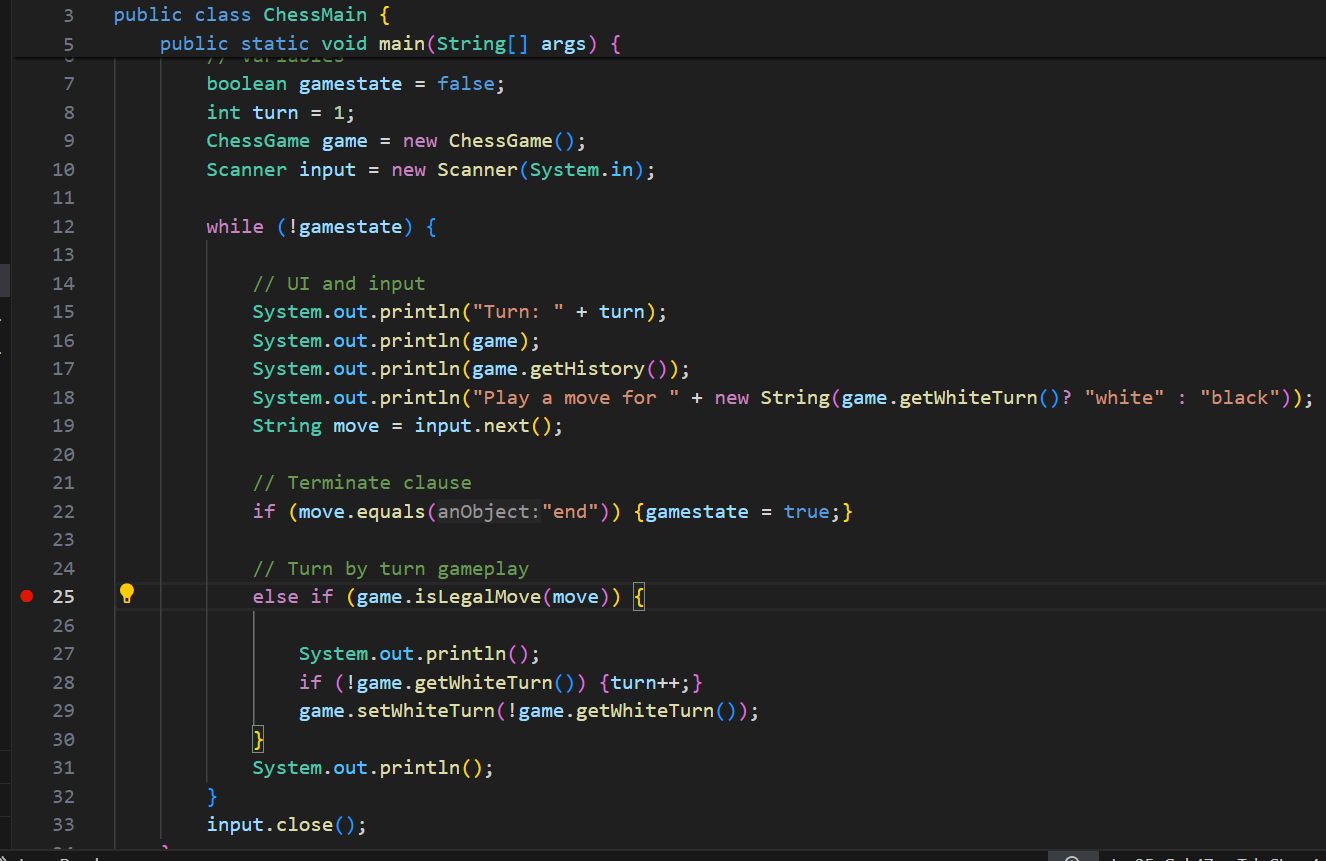 3 public class ChessMain {
5 public static void main(String[] args) {
// Variables
7 boolean gamestate = false;
8 int turn = 1;
9 ChessGame game = new ChessGame();
10 Scanner input = new Scanner(System.in);
11
12 while (!gamestate) {
13
14 // UI and input
15 System.out.println("Turn: " + turn);
16 System.out.println(game);
17 System.out.println(game.getHistory());
18 System.out.println("Play a move for " + new String(game.getWhiteTurn()? "white" : "black"));
19 String move = input.next();
20
21 // Terminate clause
22 if (move.equals(anObject:"end")) {gamestate = true;}
23
24 // Turn by turn gameplay
25 else if (game.isLegalMove(move)) {
26
27 System.out.println();
28 if (!game.getWhiteTurn()) {turn++;}
29 game.setWhiteTurn(!game.getWhiteTurn());
30 }
31 System.out.println();
32 }
33 input.close();